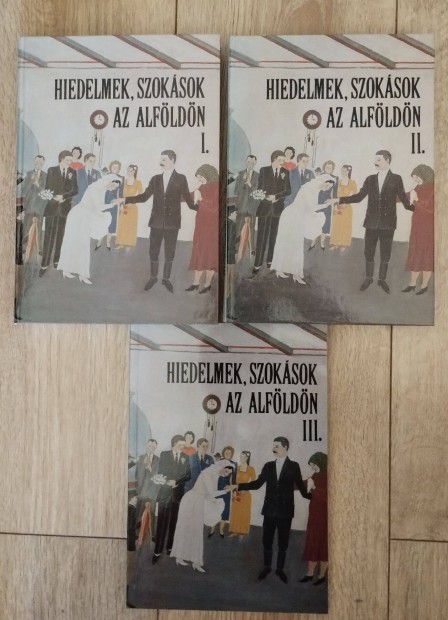 HIEDELMEK, SZOKÁSOK
AZ ALFÖLDÖN
I.
HIEDELMEK, SZOKÁSOK
AZ ALFÖLDÖN
II.
HIEDELMEK, SZOKÁSOK
AZ ALFÖLDÖN
III.